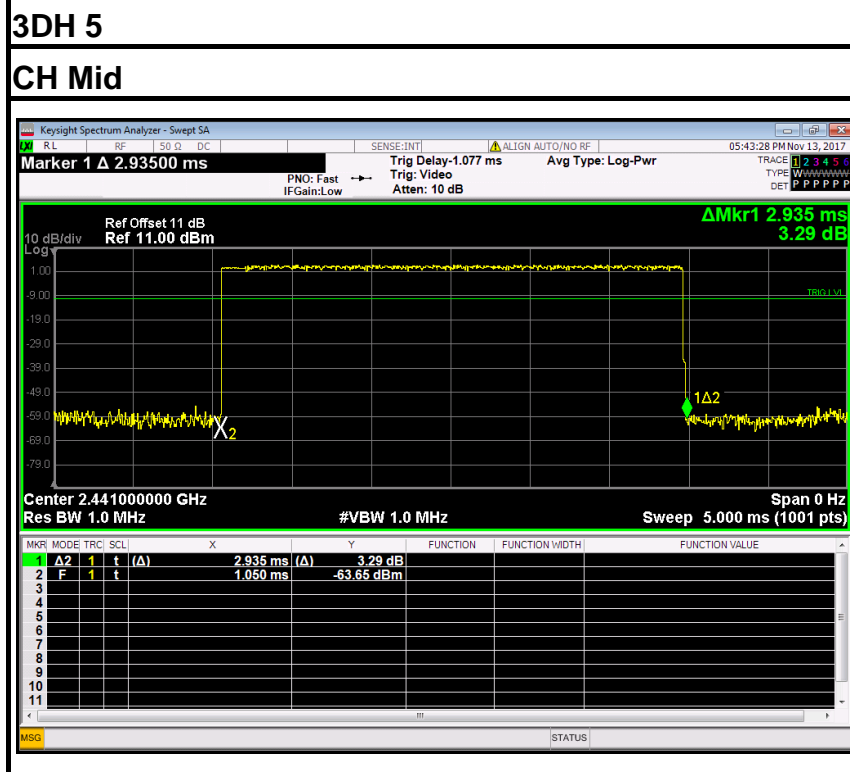 3DH 5
CH Mid
Keysight Spectrum Analyzer - Swept SA
RL RF 50 Ω DC SENSE:INT ALIGN AUTO/NO RF 05:43:28 PM Nov 13, 2017
Marker 1 Δ 2.93500 ms
Trig Delay-1.077 ms Avg Type: Log-Pwr TRACE 1 2 3 4 5 6
PNO: Fast Trig: Video TYPE WWWWWW
IFGain:Low Atten: 10 dB DET P P P P P P
ΔMkr1 2.935 ms
3.29 dB
Ref Offset 11 dB
10 dB/div Ref 11.00 dBm
Log
1.00
-9.00
TRIG LVL
-19.0
-29.0
-39.0
-49.0
1Δ2
-59.0
2
-69.0
-79.0
Center 2.441000000 GHz Span 0 Hz
Res BW 1.0 MHz #VBW 1.0 MHz Sweep 5.000 ms (1001 pts)
MKR MODE TRC SCL X Y FUNCTION FUNCTION WIDTH FUNCTION VALUE
1 Δ2 1 t (Δ) 2.935 ms (Δ) 3.29 dB
2 F 1 t 1.050 ms -63.65 dBm
3
4
5
6
7
8
9
10
11
MSG STATUS